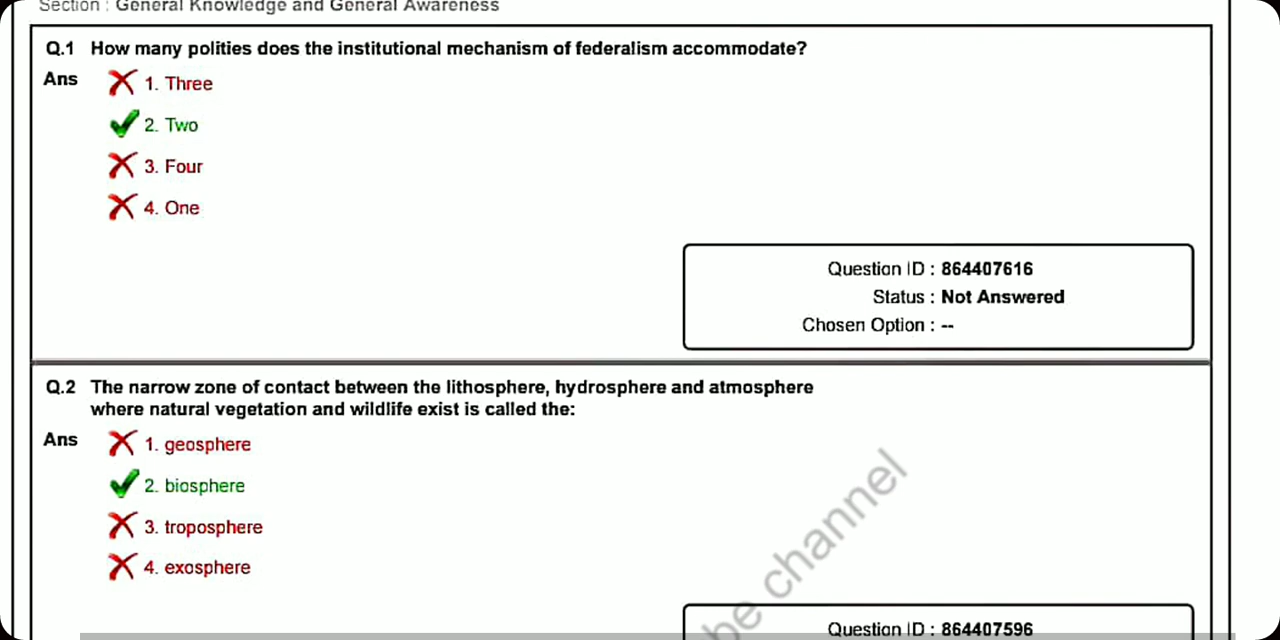 Section : General Knowledge and General Awareness
Q.1 How many polities does the institutional mechanism of federalism accommodate?
Ans 1. Three
2. Two
3. Four
4. One
Question ID : 864407616
Status : Not Answered
Chosen Option : --
Q.2 The narrow zone of contact between the lithosphere, hydrosphere and atmosphere
where natural vegetation and wildlife exist is called the:
Ans 1. geosphere
2. biosphere
3. troposphere
4. exosphere
be channel
Question ID : 864407596